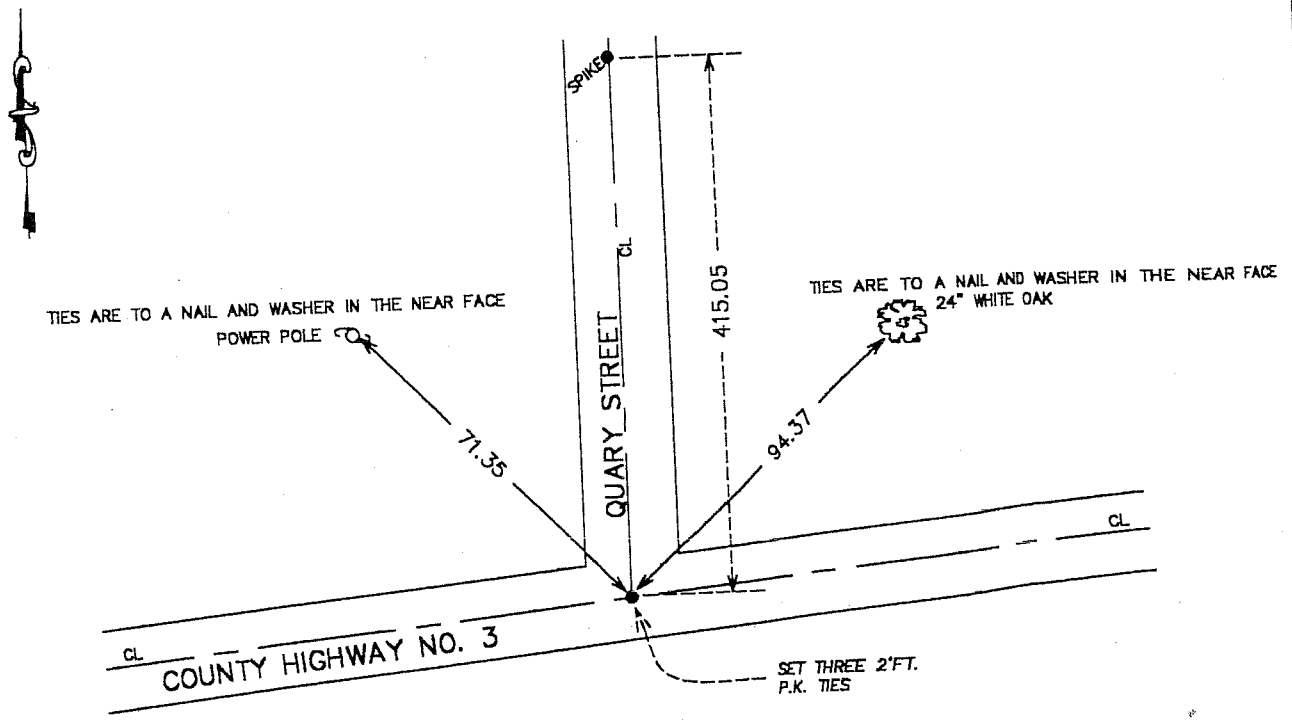 SPIKE
CL
415.05
TIES ARE TO A NAIL AND WASHER IN THE NEAR FACE
POWER POLE
TIES ARE TO A NAIL AND WASHER IN THE NEAR FACE
24" WHITE OAK
QUARY STREET
71.35
94.37
CL
CL
COUNTY HIGHWAY NO. 3
SET THREE 2'FT.
P.K. TIES